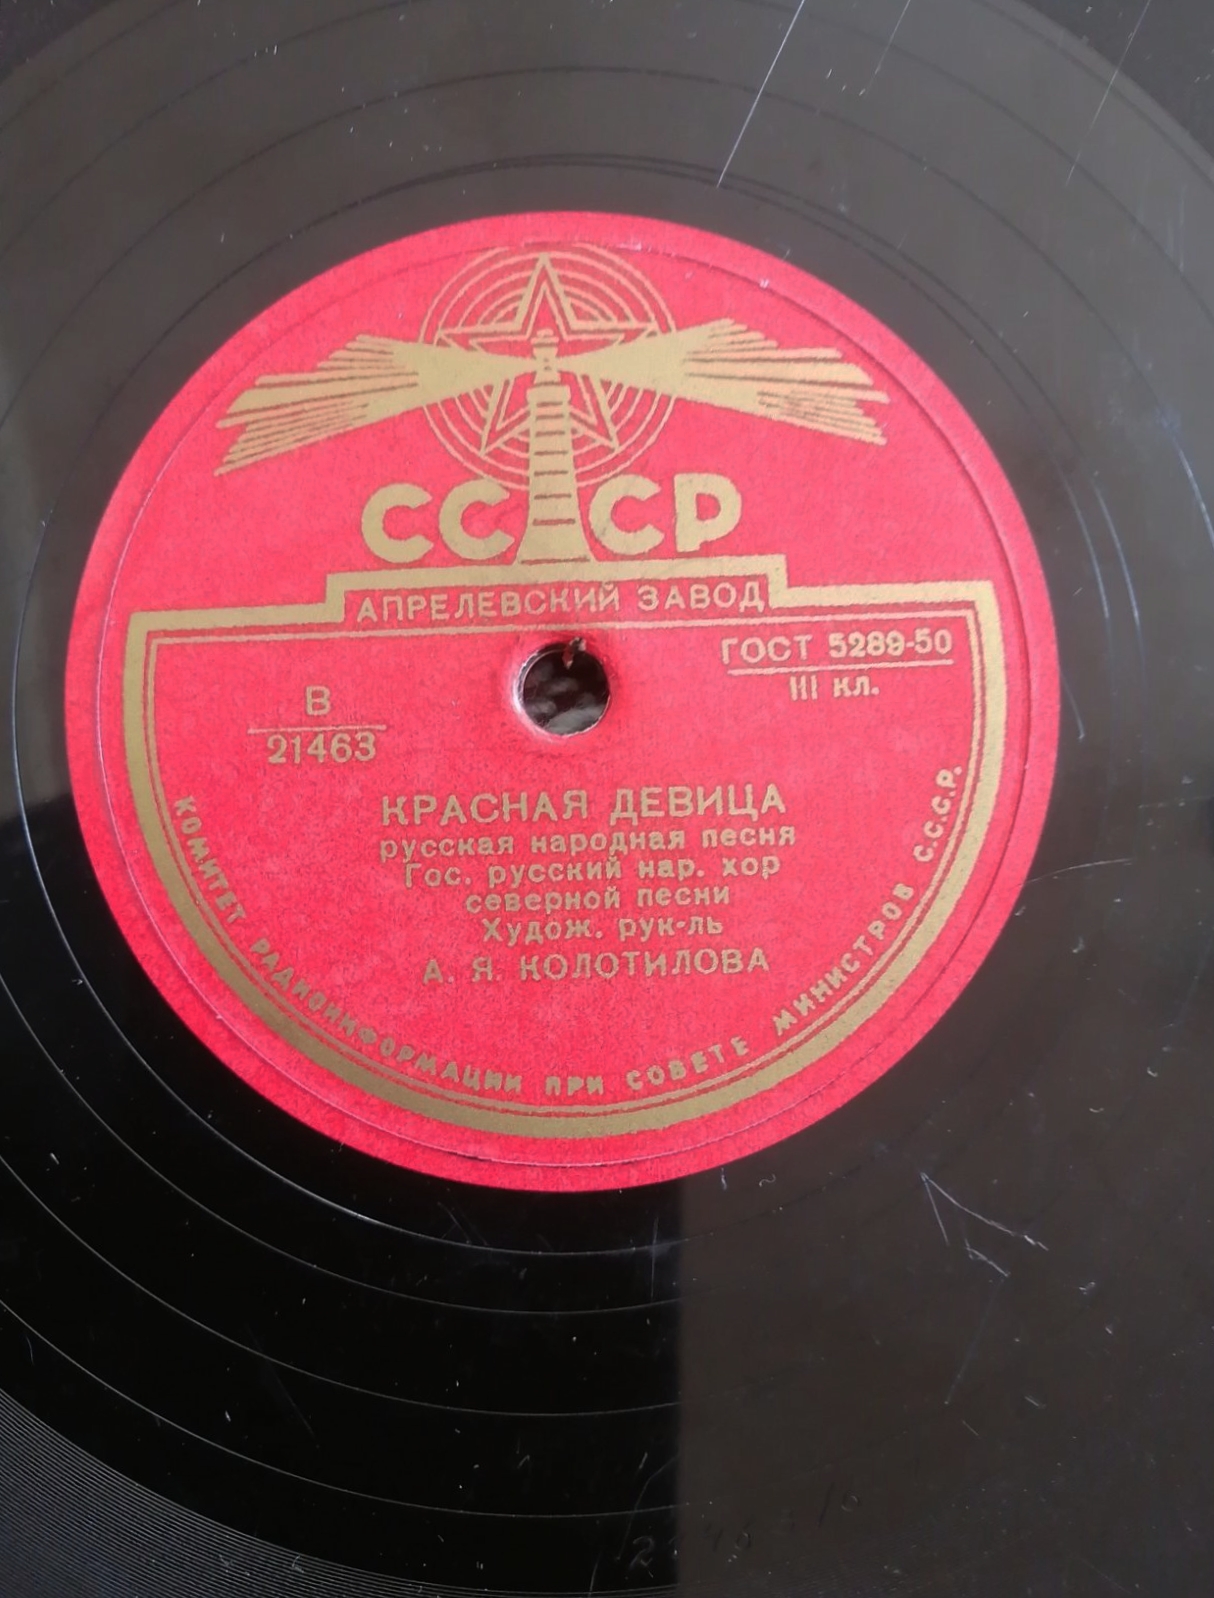 СССР
АПРЕЛЕВСКИЙ ЗАВОД
ГОСТ 5289-50
III кл.
В
21463
КРАСНАЯ ДЕВИЦА
русская народная песня
Гос. русский нар. хор
северной песни
Худож. рук-ль
А. Я. КОЛОТИЛОВА
КОМИТЕТ РАДИОИНФОРМАЦИИ ПРИ СОВЕТЕ МИНИСТРОВ С.С.С.Р.